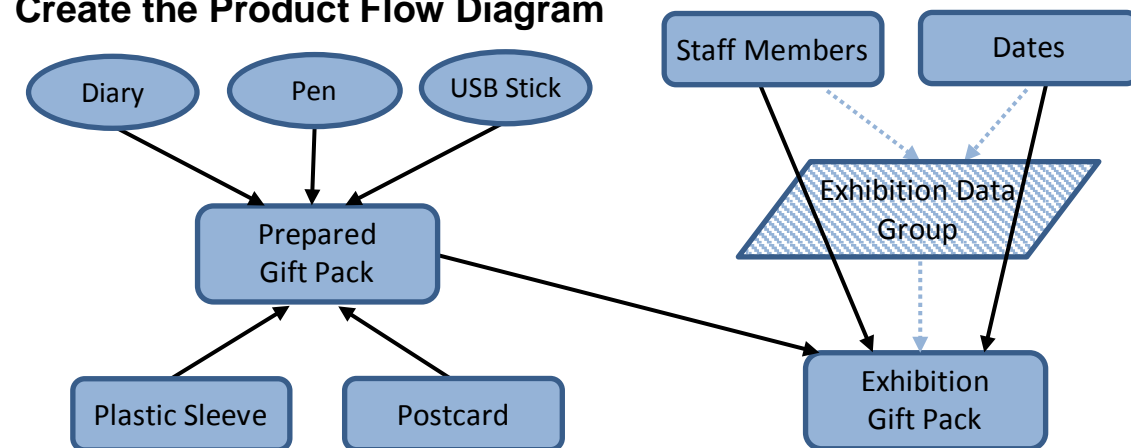 Create the Product Flow Diagram
Staff Members
Dates
Diary
Pen
USB Stick
Exhibition Data
Group
Prepared
Gift Pack
Exhibition
Gift Pack
Plastic Sleeve
Postcard